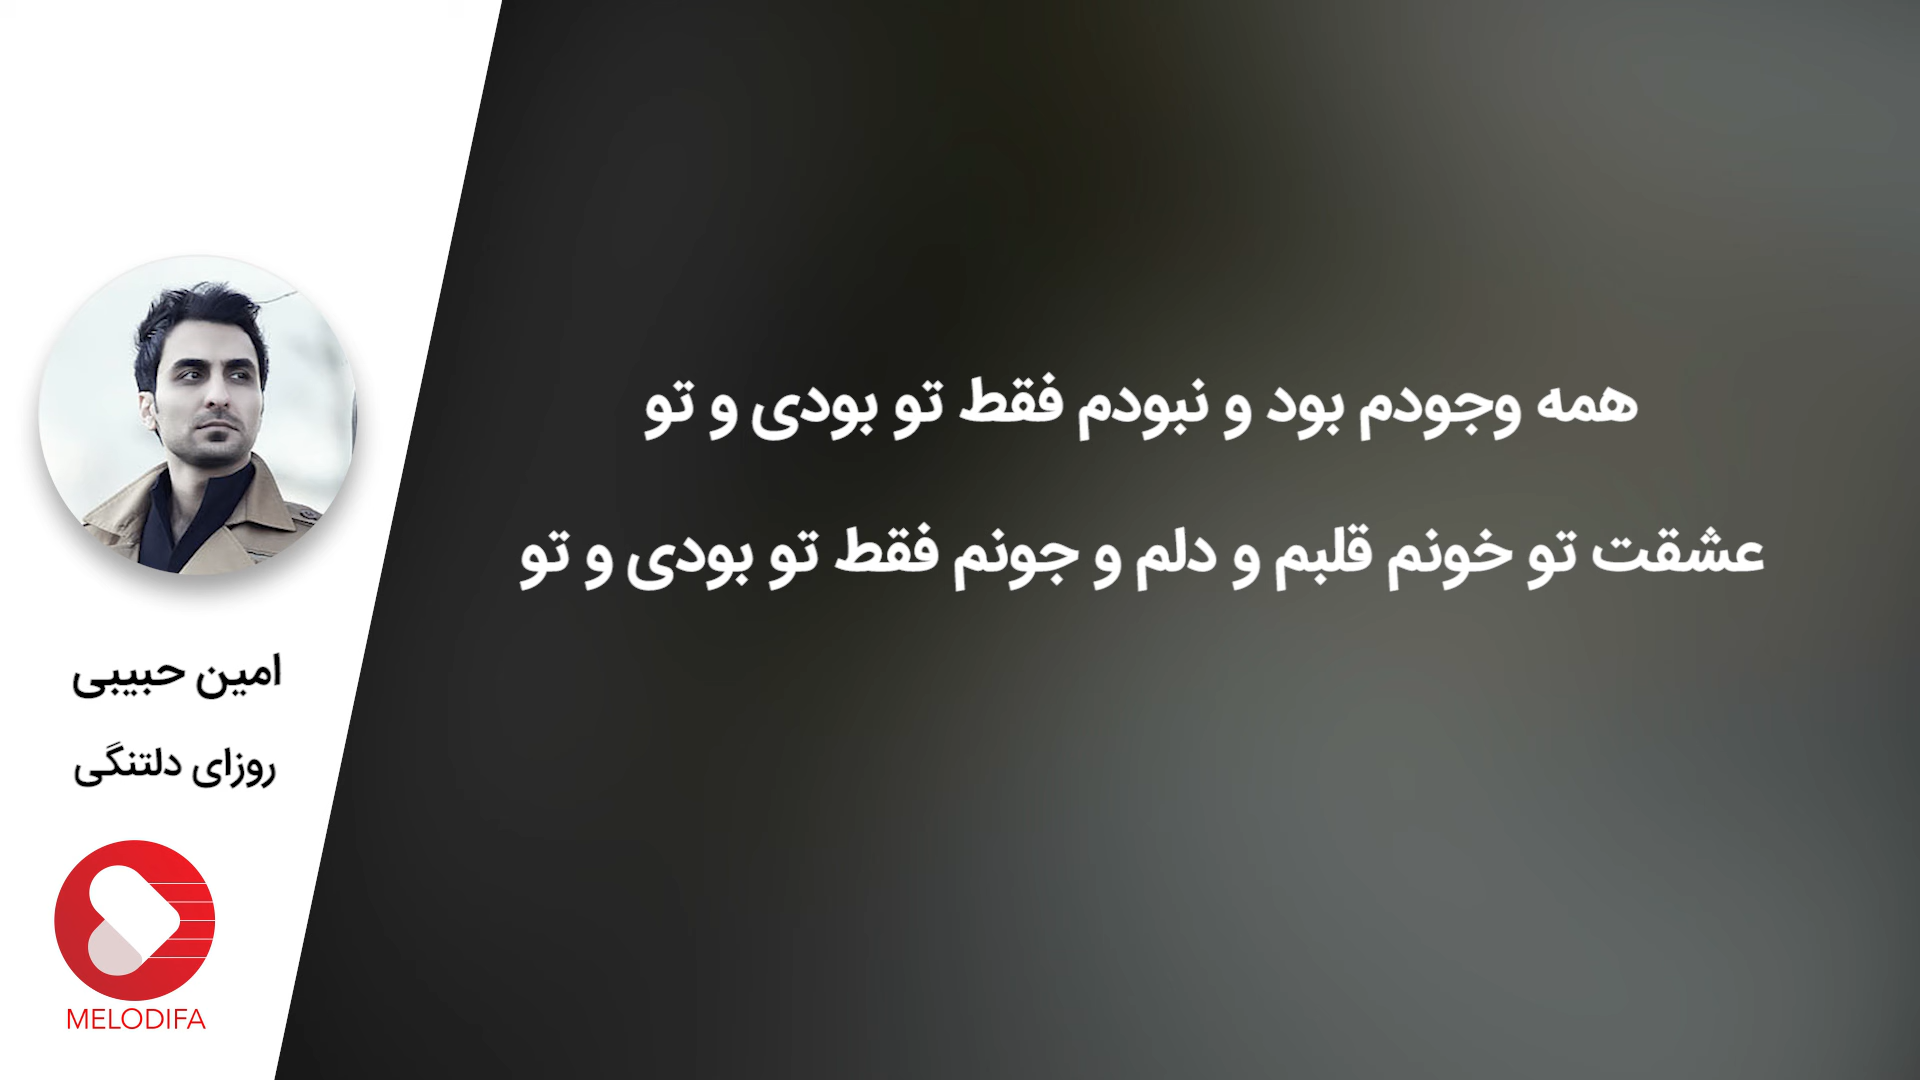 همه وجودم بود و نبودم فقط تو بودی و تو
عشقت تو خونم قلبم و دلم و جونم فقط تو بودی و تو
امین حبیبی
روزای دلتنگی
MELODIFA